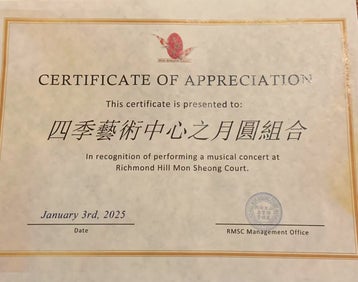 CERTIFICATE OF APPRECIATION
This certificate is presented to:
四季藝術中心之月圓組合
In recognition of performing a musical concert at
Richmond Hill Mon Sheong Court.
January 3rd, 2025
Date
RMSC Management Office